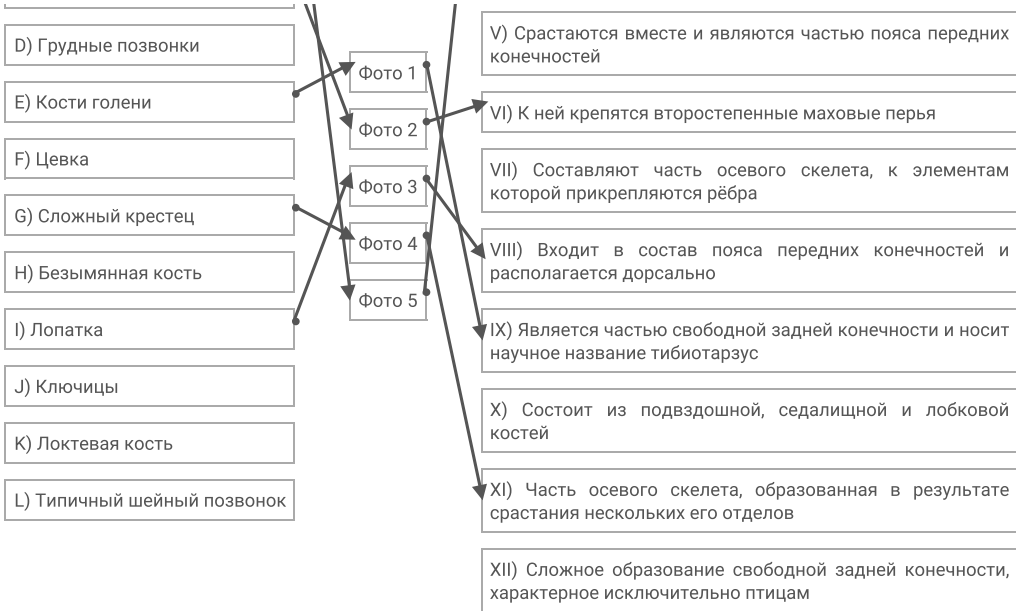 D) Грудные позвонки
E) Кости голени
F) Цевка
G) Сложный крестец
H) Безымянная кость
I) Лопатка
J) Ключицы
K) Локтевая кость
L) Типичный шейный позвонок
Фото 1
Фото 2
Фото 3
Фото 4
Фото 5
V) Срастаются вместе и являются частью пояса передних
конечностей
VI) К ней крепятся второстепенные маховые перья
VII) Составляют часть осевого скелета, к элементам
которой прикрепляются рёбра
VIII) Входит в состав пояса передних конечностей и
располагается дорсально
IX) Является частью свободной задней конечности и носит
научное название тибиотарзус
X) Состоит из подвздошной, седалищной и лобковой
костей
XI) Часть осевого скелета, образованная в результате
срастания нескольких его отделов
XII) Сложное образование свободной задней конечности,
характерное исключительно птицам